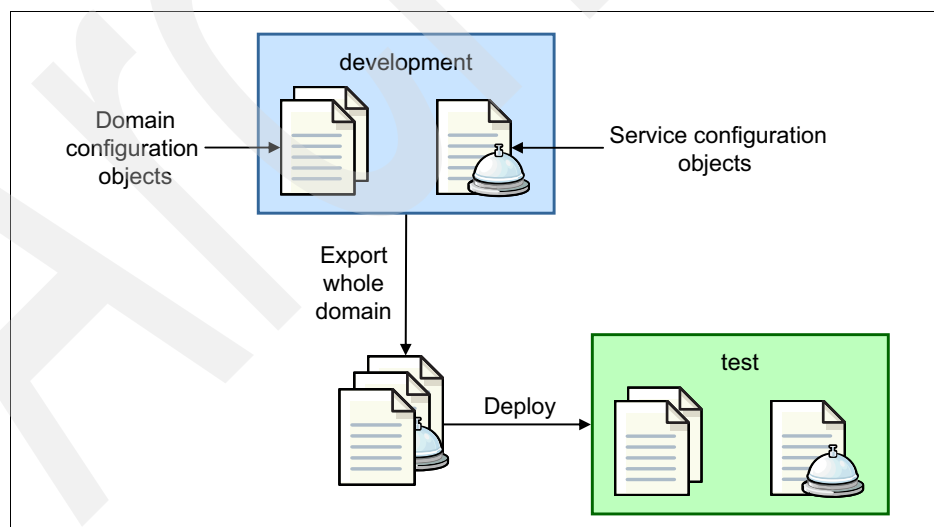 development
Domain
configuration
objects
Service configuration
objects
Export
whole
domain
test
Deploy